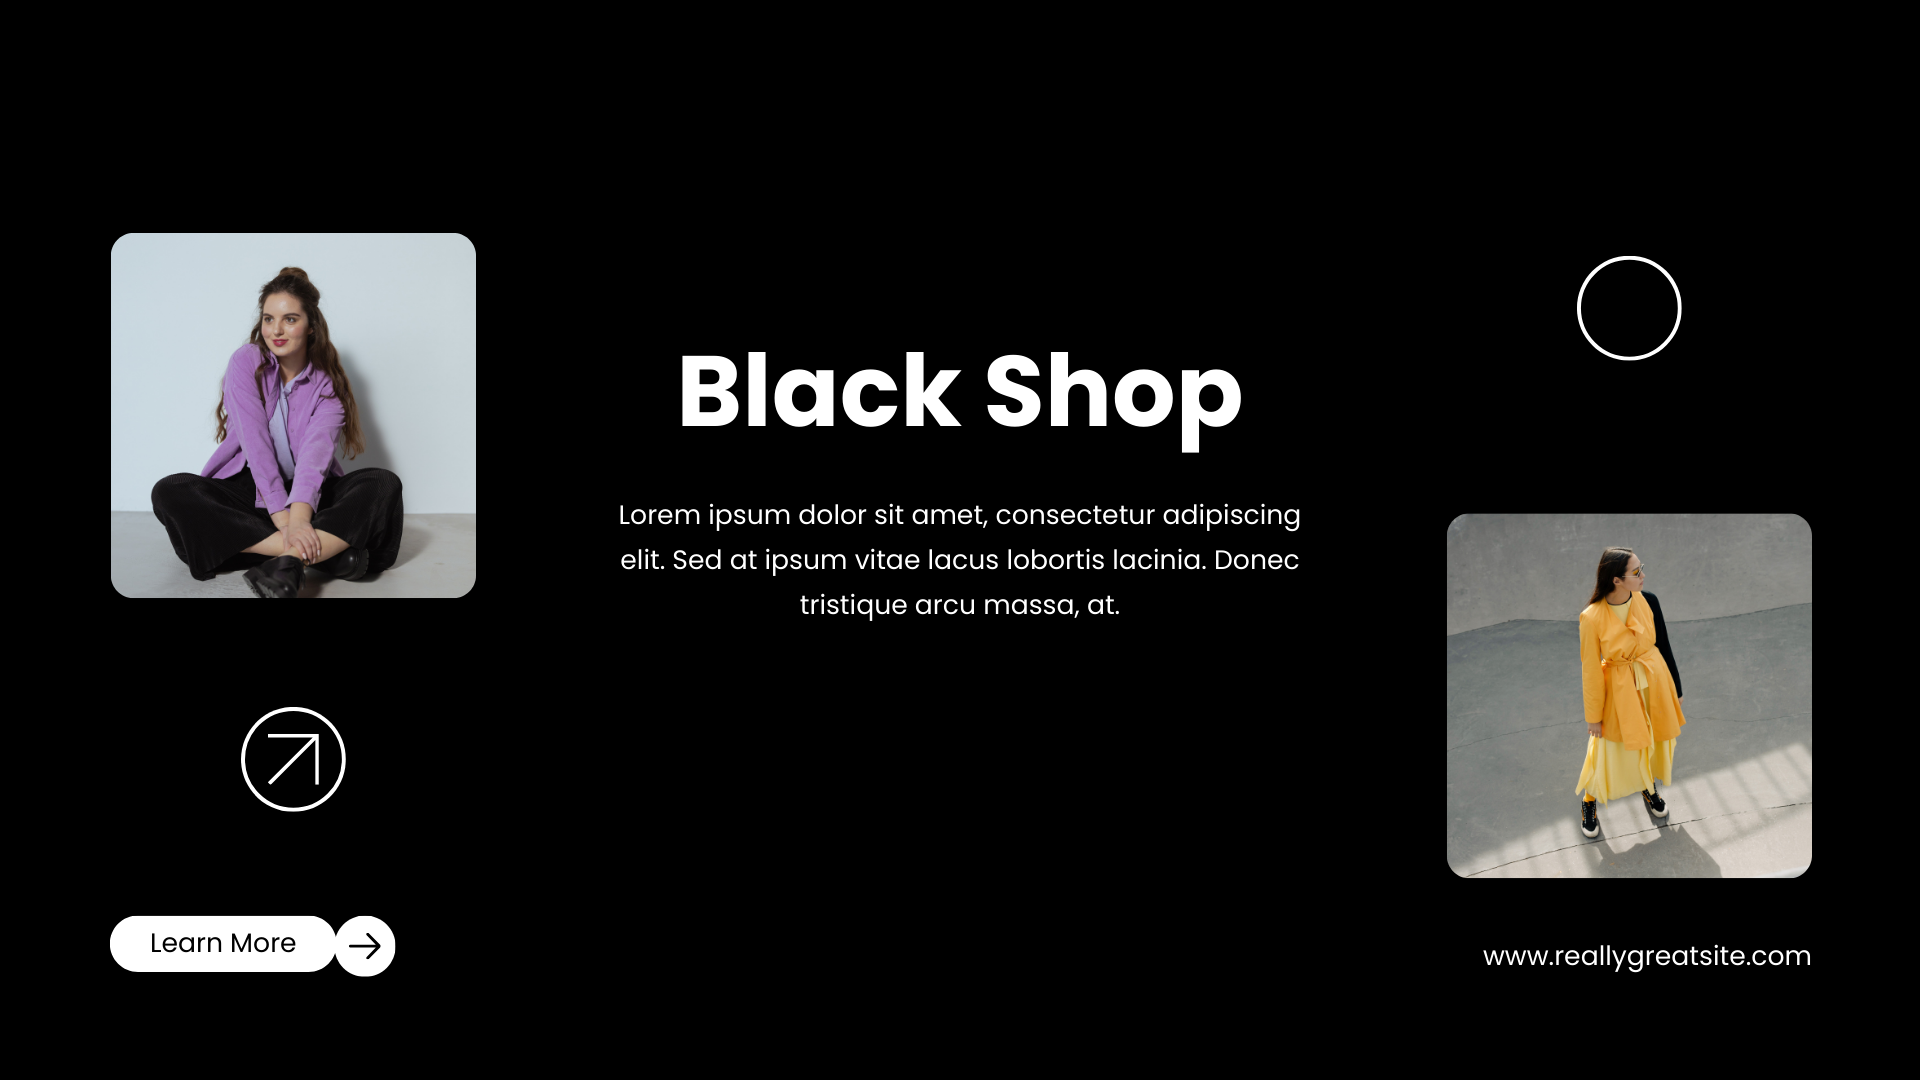 Black Shop
Lorem ipsum dolor sit amet, consectetur adipiscing
elit. Sed at ipsum vitae lacus lobortis lacinia. Donec
tristique arcu massa, at.
Learn More
www.reallygreatsite.com